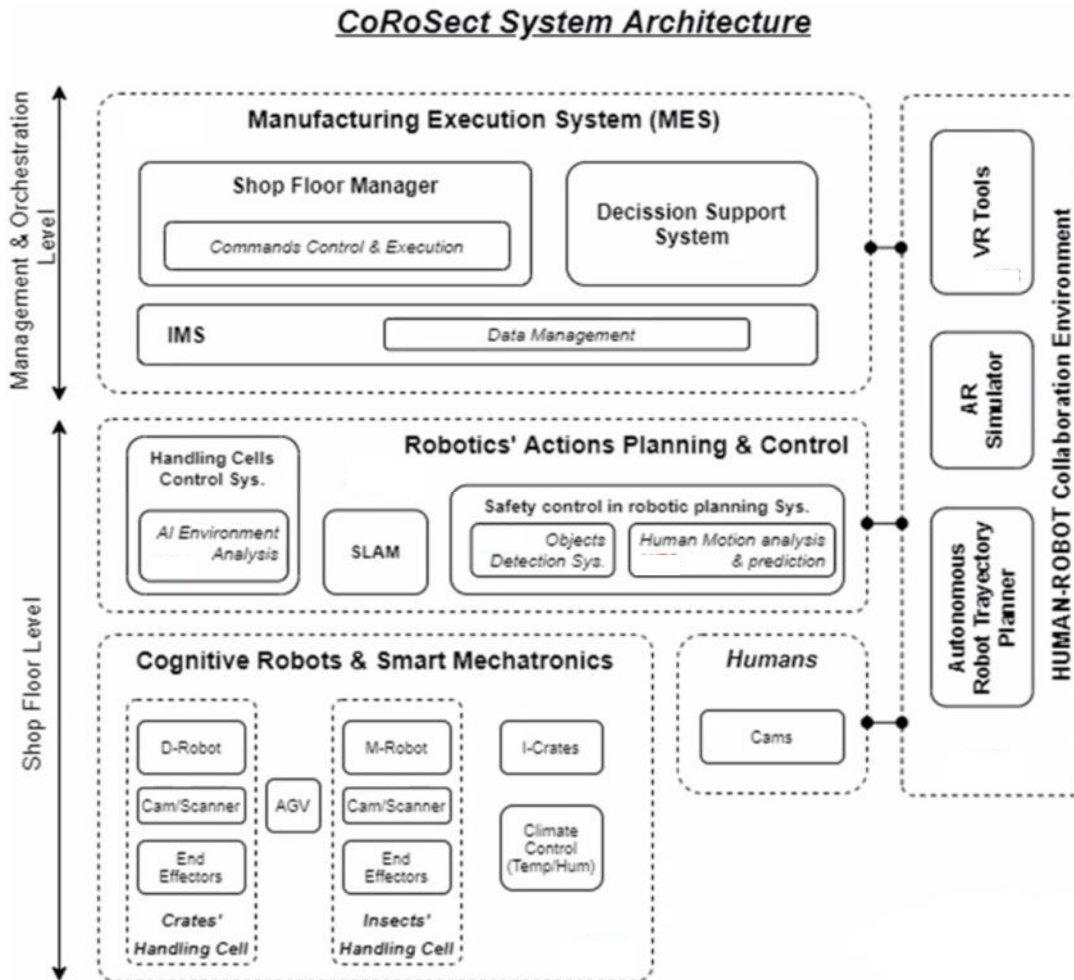 CoRoSect System Architecture
Management & Orchestration
Level
Manufacturing Execution System (MES)
Shop Floor Manager
Commands Control & Execution
Decission Support
System
IMS
Data Management
Shop Floor Level
Robotics' Actions Planning & Control
Handling Cells
Control Sys.
AI Environment
Analysis
SLAM
Safety control in robotic planning Sys.
Objects
Detection Sys.
Human Motion analysis
& prediction
Cognitive Robots & Smart Mechatronics
D-Robot
Cam/Scanner
End
Effectors
Crates'
Handling Cell
AGV
M-Robot
Cam/Scanner
End
Effectors
Insects'
Handling Cell
I-Crates
Climate
Control
(Temp/Hum)
Humans
Cams
VR Tools
AR
Simulator
Autonomous
Robot Trayectory
Planner
HUMAN-ROBOT Collaboration Environment